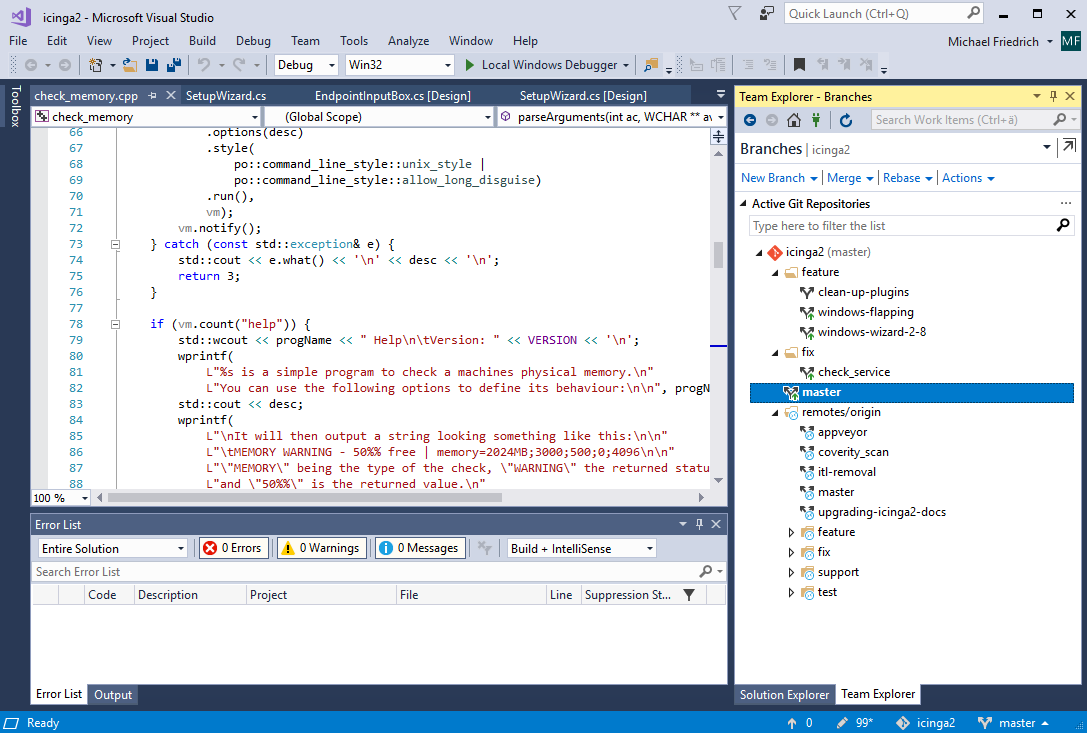 icinga2 - Microsoft Visual Studio
Quick Launch (Ctrl+Q)
File Edit View Project Build Debug Team Tools Analyze Window Help
Michael Friedrich MF
Debug Win32 Local Windows Debugger
Toolbox
check_memory.cpp SetupWizard.cs EndpointInputBox.cs [Design] SetupWizard.cs [Design]
check_memory (Global Scope) parseArguments(int ac, WCHAR ** av
66 .options(desc)
67 .style(
68 po::command_line_style::unix_style |
69 po::command_line_style::allow_long_disguise)
70 .run(),
71 vm);
72 vm.notify();
73 } catch (const std::exception& e) {
74 std::cout << e.what() << '\n' << desc << '\n';
75 return 3;
76 }
77
78 if (vm.count("help")) {
79 std::wcout << progName << " Help\n\tVersion: " << VERSION << '\n';
80 wprintf(
81 L"%s is a simple program to check a machines physical memory.\n"
82 L"You can use the following options to define its behaviour:\n\n", progN
83 std::cout << desc;
84 wprintf(
85 L"\nIt will then output a string looking something like this:\n\n"
86 L"\tMEMORY WARNING - 50%% free | memory=2024MB;3000;500;0;4096\n\n"
87 L"\"MEMORY\" being the type of the check, \"WARNING\" the returned statu
88 L"and \"50%%\" is the returned value.\n"
100 %
Error List
Entire Solution 0 Errors 0 Warnings 0 Messages Build + IntelliSense
Search Error List
Code Description Project File Line Suppression St...
Error List Output
Team Explorer - Branches
Search Work Items (Ctrl+ä)
Branches | icinga2
New Branch Merge Rebase Actions
Active Git Repositories
Type here to filter the list
icinga2 (master)
feature
clean-up-plugins
windows-flapping
windows-wizard-2-8
fix
check_service
master
remotes/origin
appveyor
coverity_scan
itl-removal
master
upgrading-icinga2-docs
feature
fix
support
test
Solution Explorer Team Explorer
Ready 0 99* icinga2 master